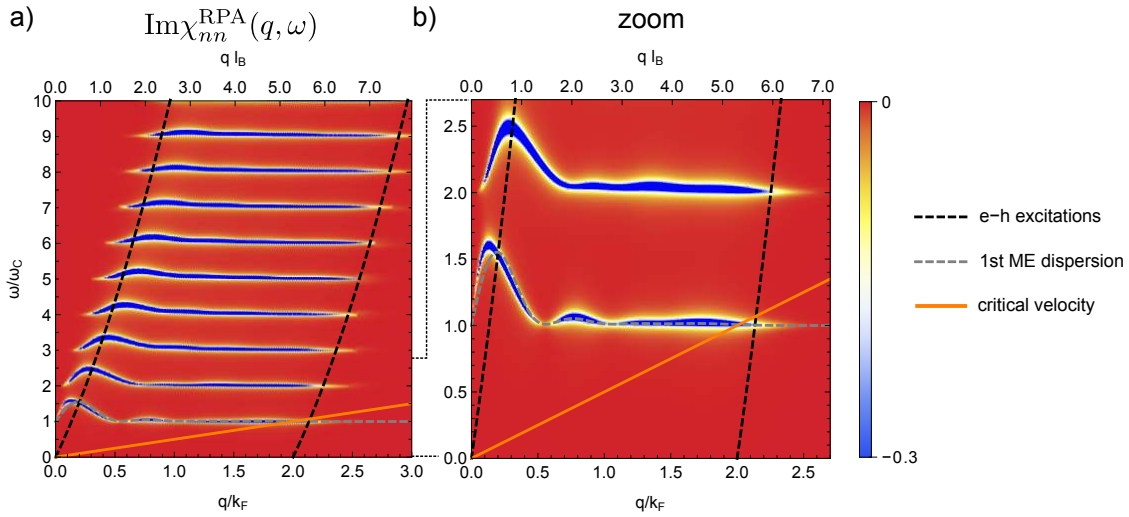 a)
Imχ_{nn}^{RPA}(q, ω)
q l_B
0.0 1.0 2.0 3.0 4.0 5.0 6.0 7.0
10
9
8
7
6
5
4
3
2
1
0
ω/ω_C
0.0 0.5 1.0 1.5 2.0 2.5 3.0
q/k_F
b)
zoom
q l_B
0.0 1.0 2.0 3.0 4.0 5.0 6.0 7.0
2.5
2.0
1.5
1.0
0.5
0.0
0.0 0.5 1.0 1.5 2.0 2.5
q/k_F
0
−0.3
e−h excitations
1st ME dispersion
critical velocity